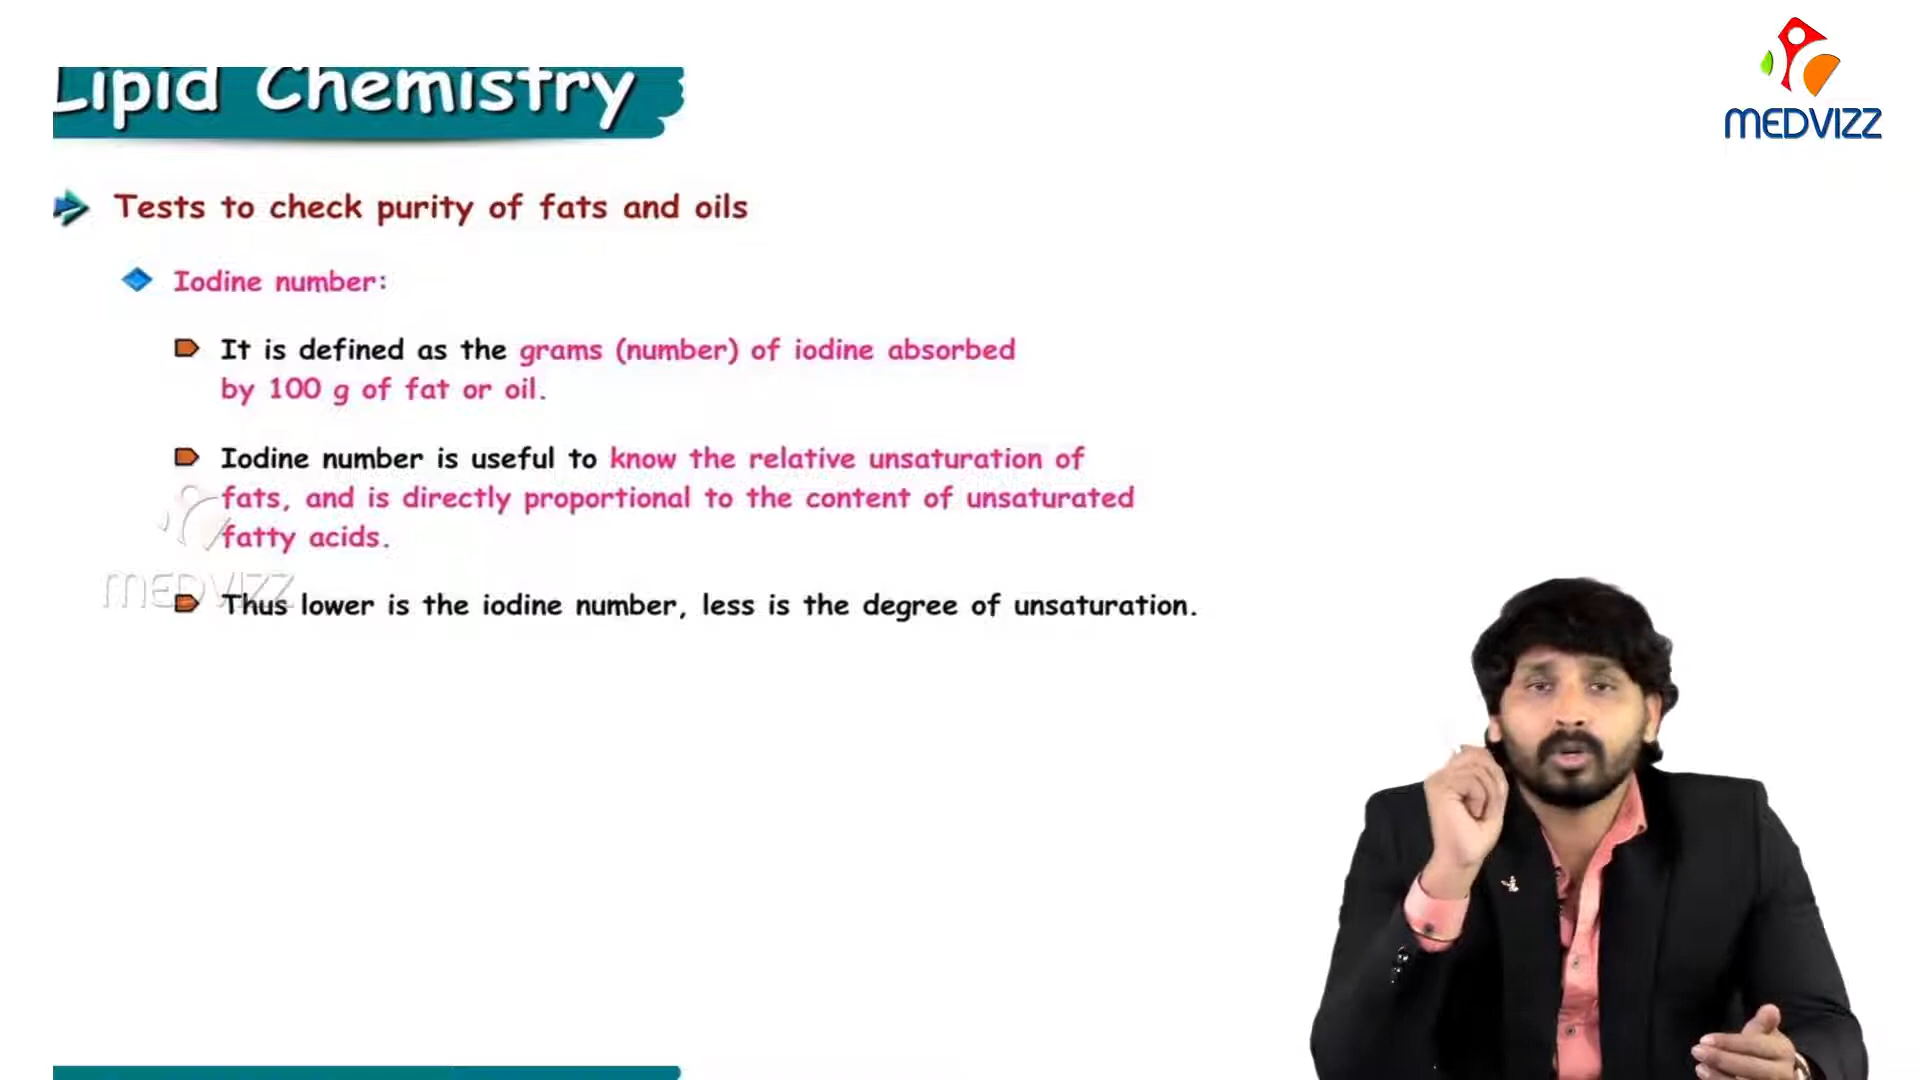 Lipid Chemistry
MEDVIZZ
Tests to check purity of fats and oils
Iodine number:
It is defined as the grams (number) of iodine absorbed
by 100 g of fat or oil.
Iodine number is useful to know the relative unsaturation of
fats, and is directly proportional to the content of unsaturated
fatty acids.
MEDVIZZ
Thus lower is the iodine number, less is the degree of unsaturation.